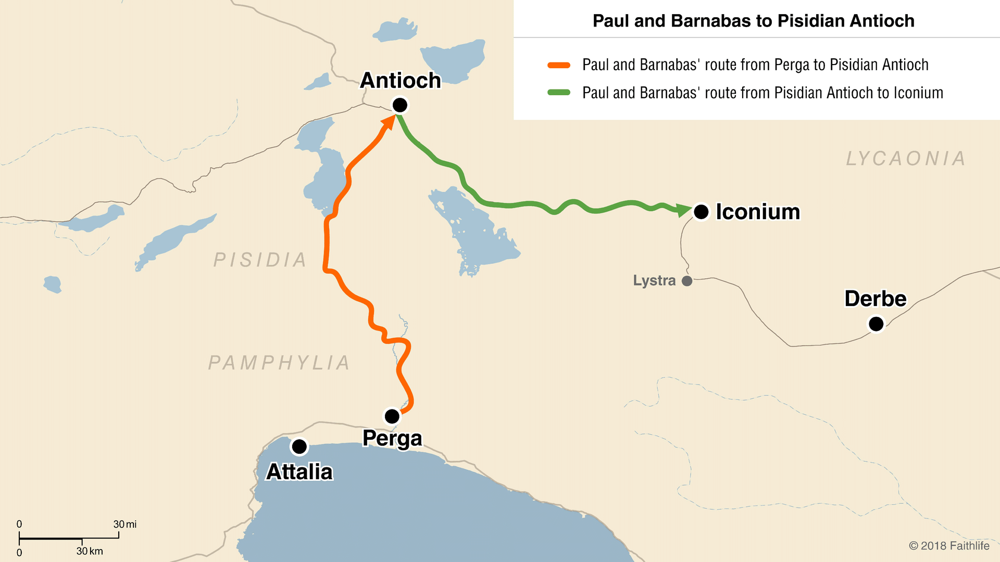 Paul and Barnabas to Pisidian Antioch
Paul and Barnabas' route from Perga to Pisidian Antioch
Paul and Barnabas' route from Pisidian Antioch to Iconium
Antioch
LYCAONIA
Iconium
PISIDIA
Lystra
Derbe
PAMPHYLIA
Perga
Attalia
0 30 mi
0 30 km
© 2018 Faithlife